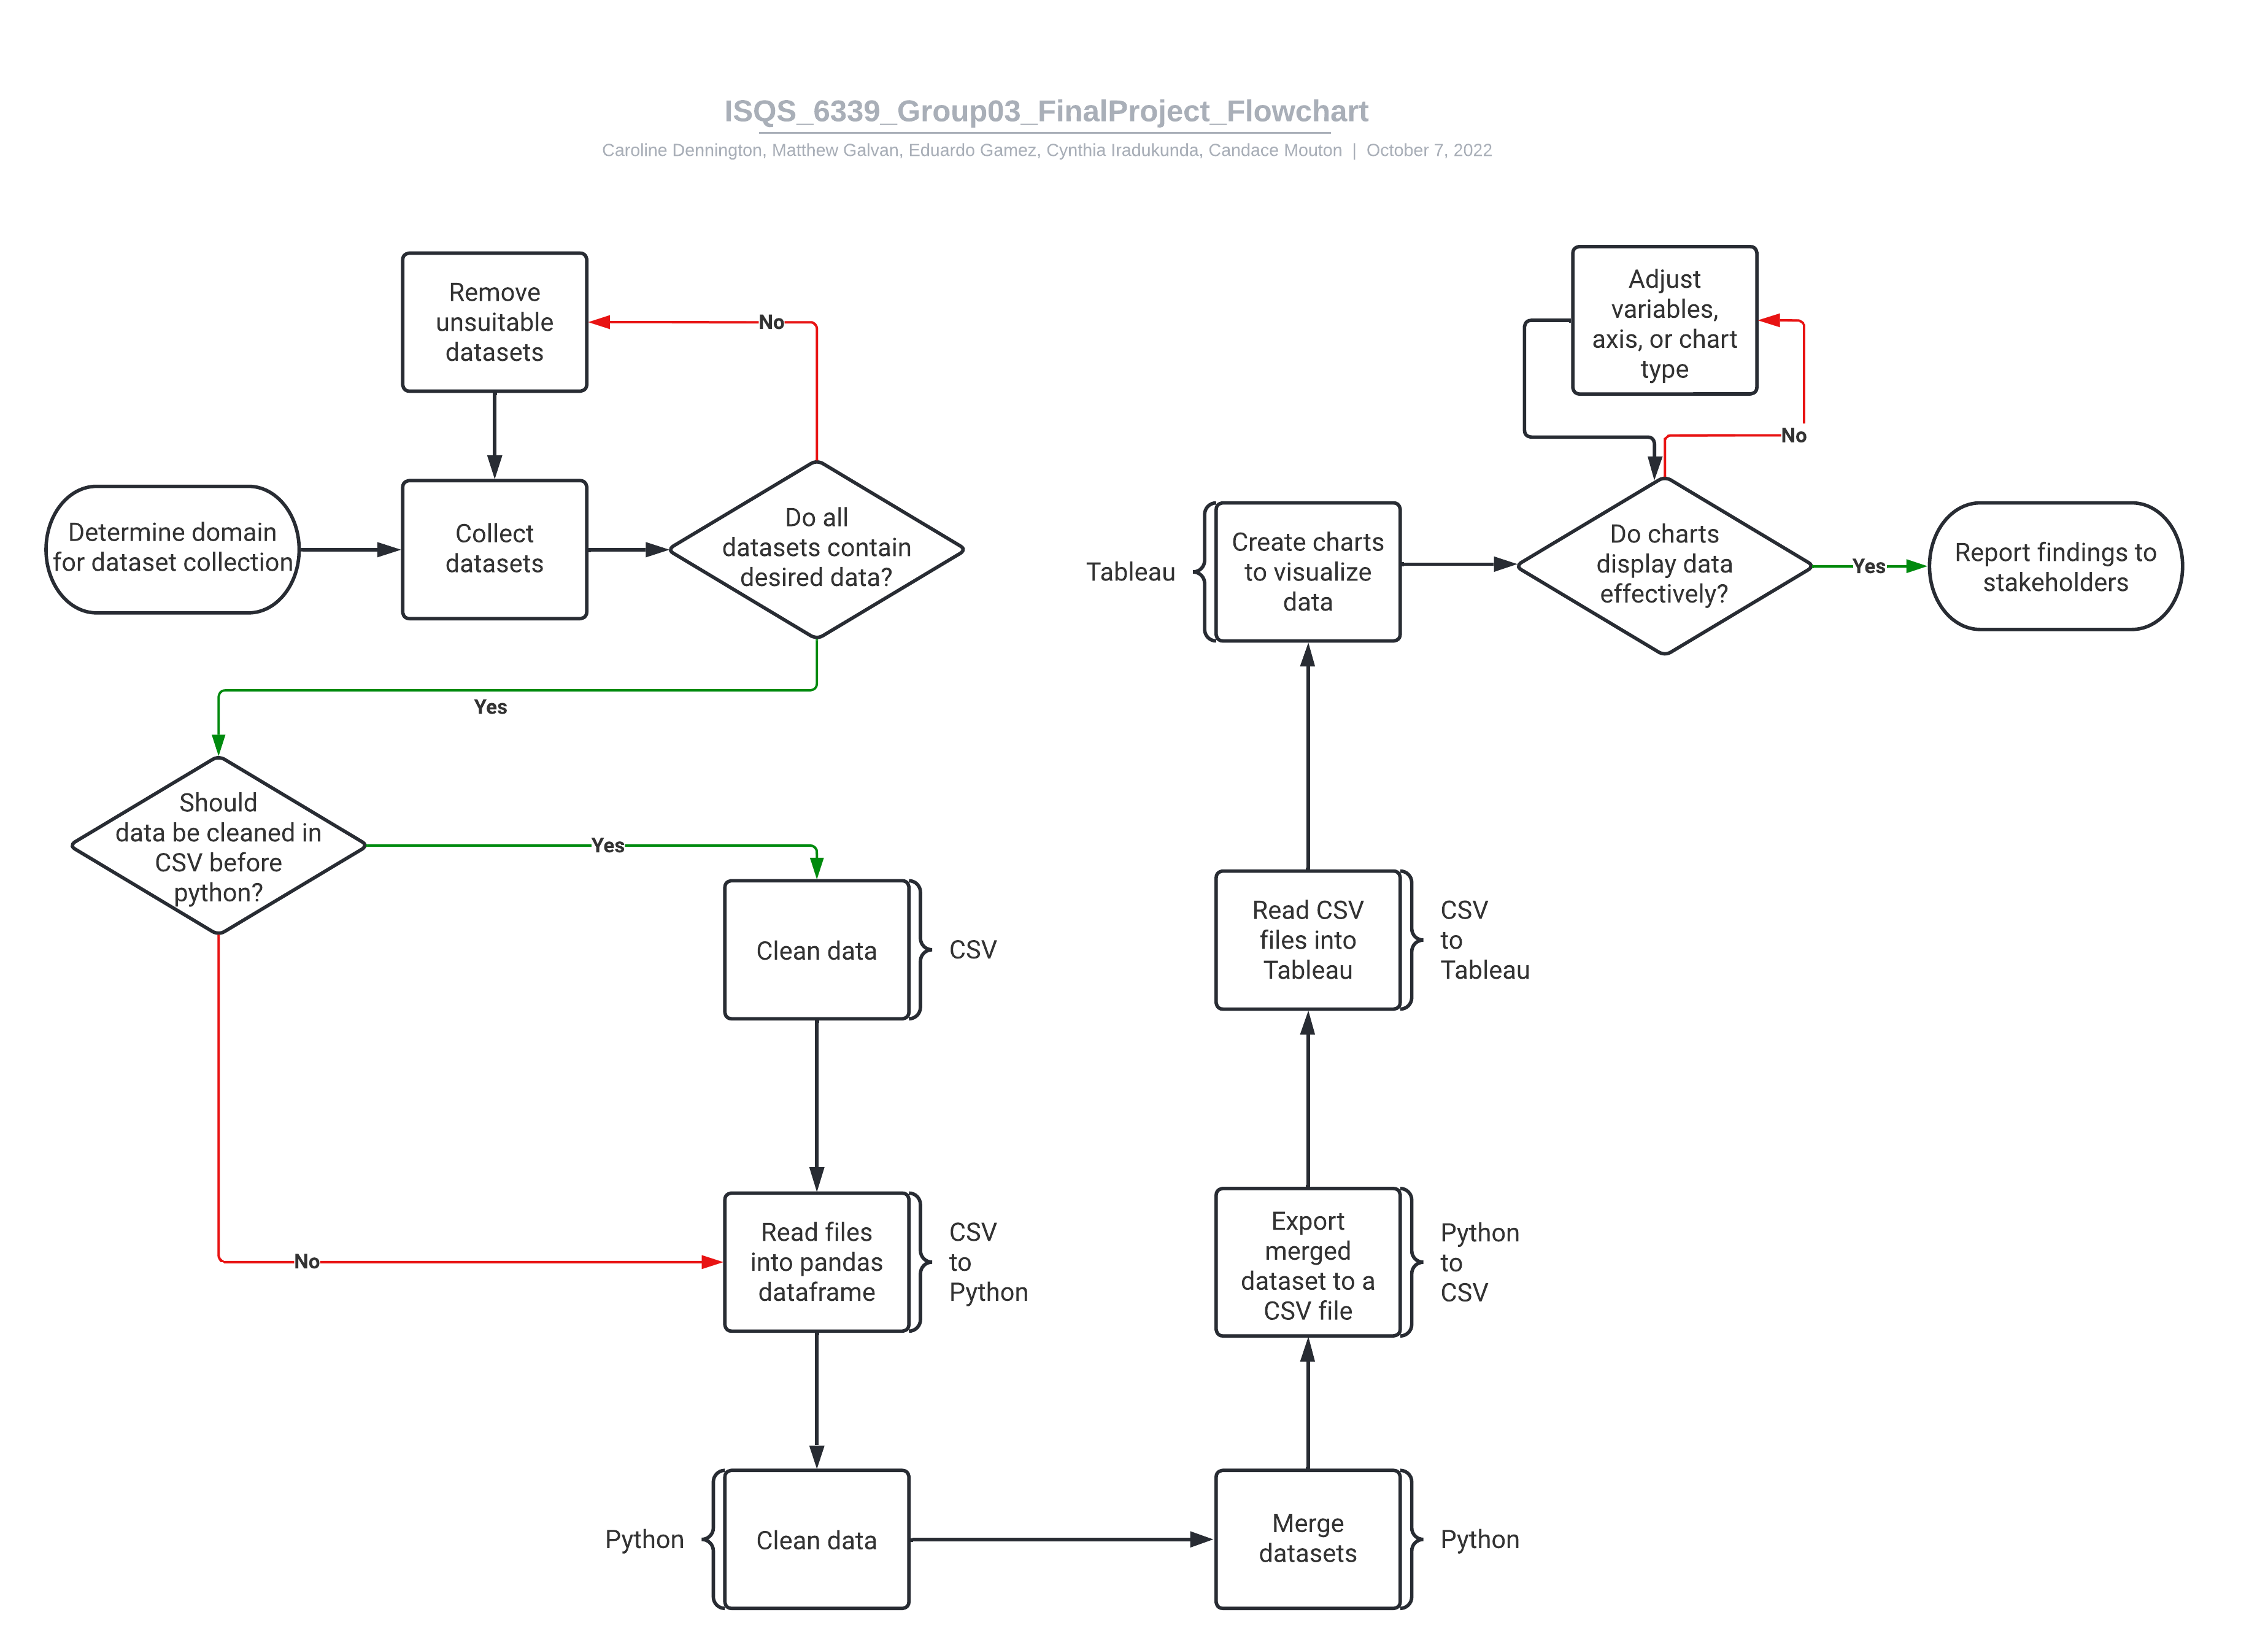 ISQS_6339_Group03_FinalProject_Flowchart
Caroline Dennington, Matthew Galvan, Eduardo Gamez, Cynthia Iradukunda, Candace Mouton | October 7, 2022
Remove
unsuitable
datasets
No
Determine domain
for dataset collection
Collect
datasets
Do all
datasets contain
desired data?
Yes
Should
data be cleaned in
CSV before
python?
Yes
Clean data
CSV
No
Read files
into pandas
dataframe
CSV
to
Python
Python
Clean data
Merge
datasets
Python
Export
merged
dataset to a
CSV file
Python
to
CSV
Read CSV
files into
Tableau
CSV
to
Tableau
Tableau
Create charts
to visualize
data
Adjust
variables,
axis, or chart
type
No
Do charts
display data
effectively?
Yes
Report findings to
stakeholders